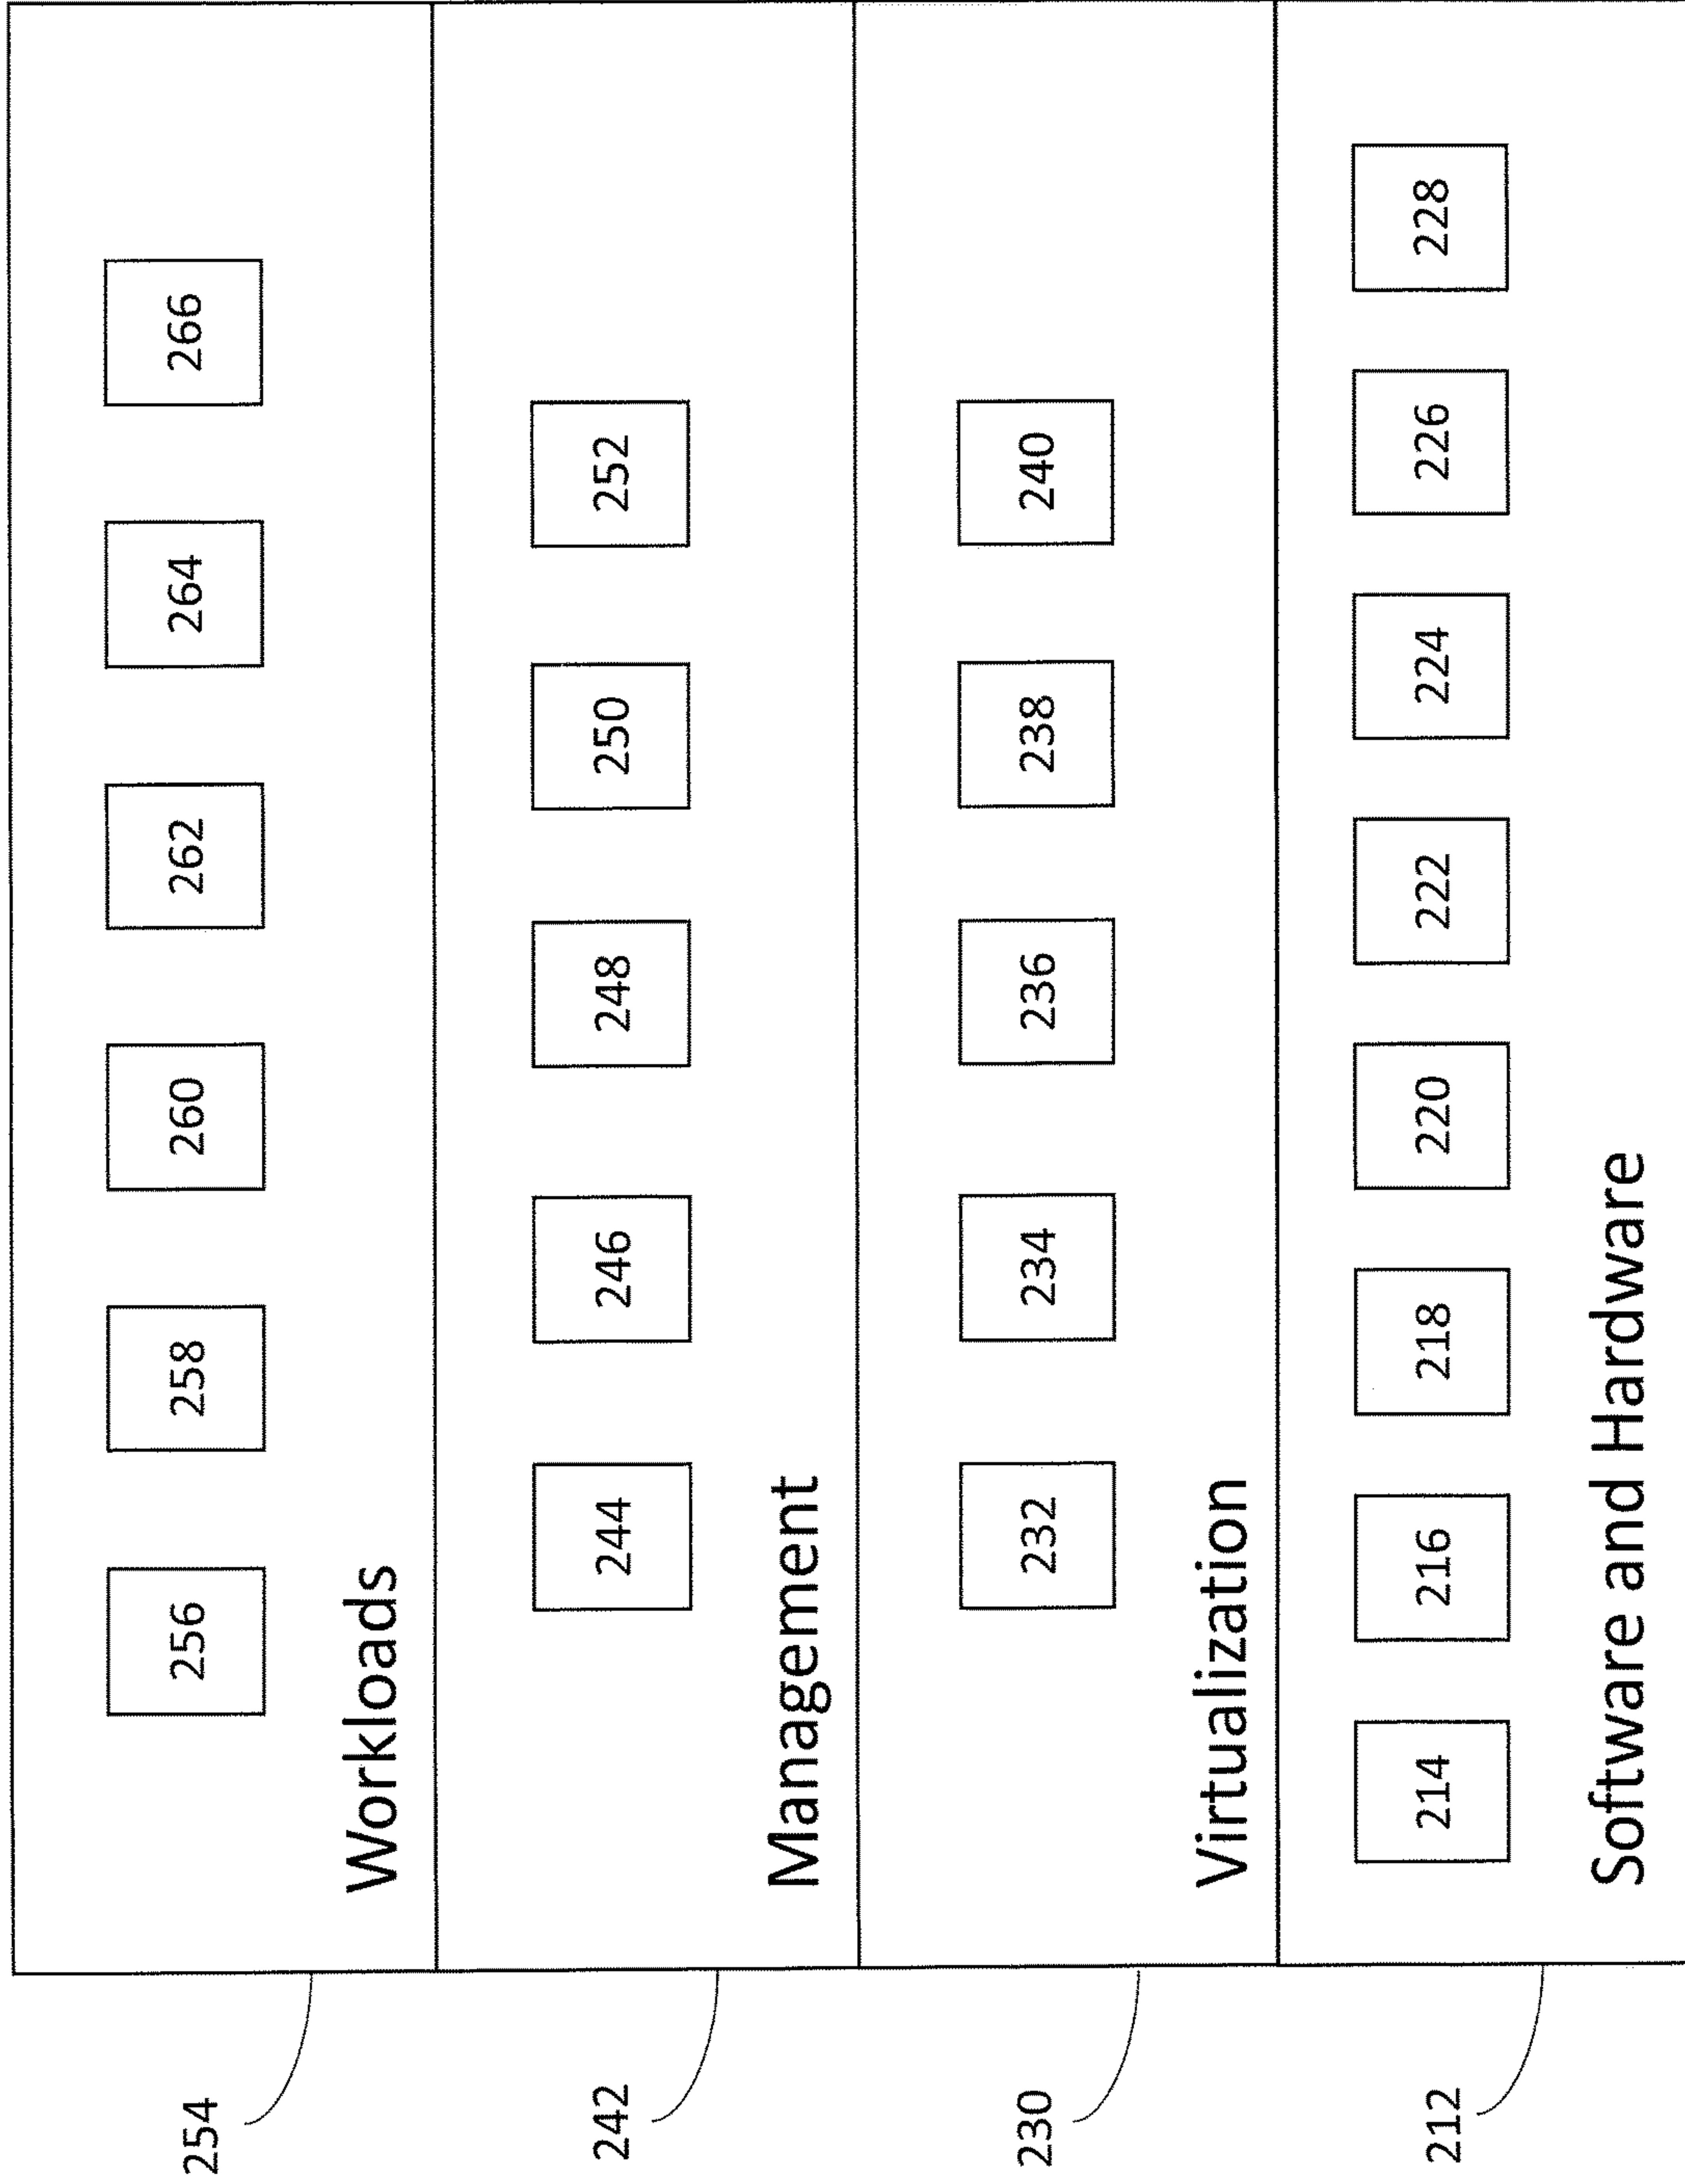 256 258 260 262 264 266
Workloads
254
244 246 248 250 252
Management
242
232 234 236 238 240
Virtualization
230
214 216 218 220 222 224 226 228
Software and Hardware
212